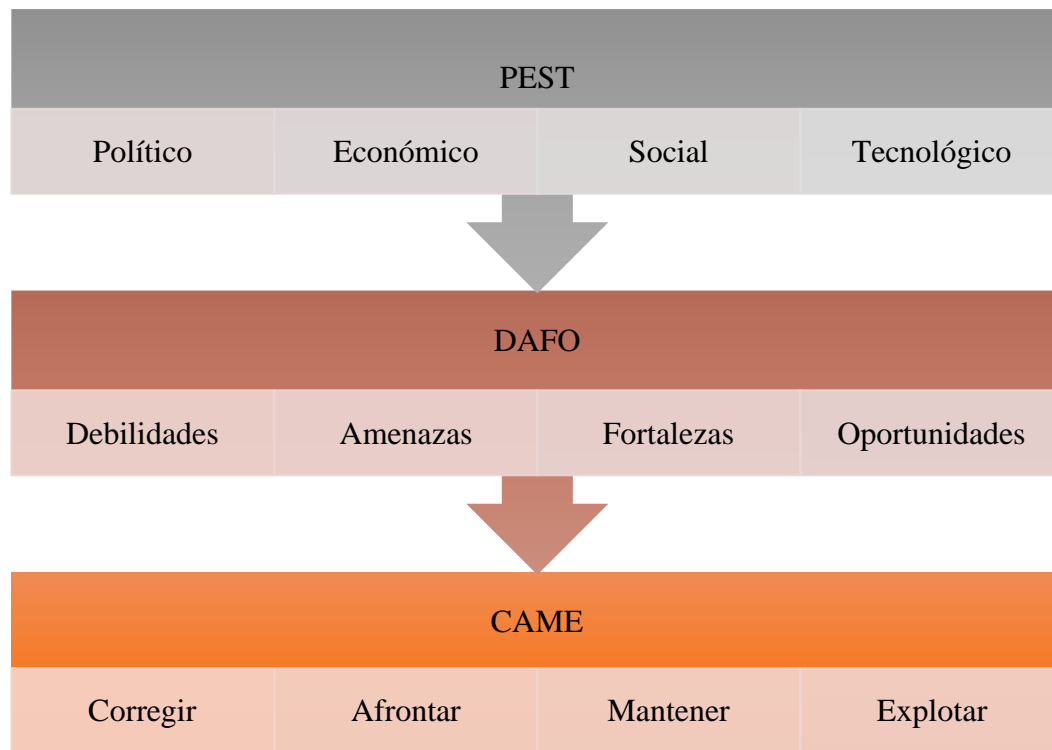 PEST
Político Económico Social Tecnológico
DAFO
Debilidades Amenazas Fortalezas Oportunidades
CAME
Corregir Afrontar Mantener Explotar